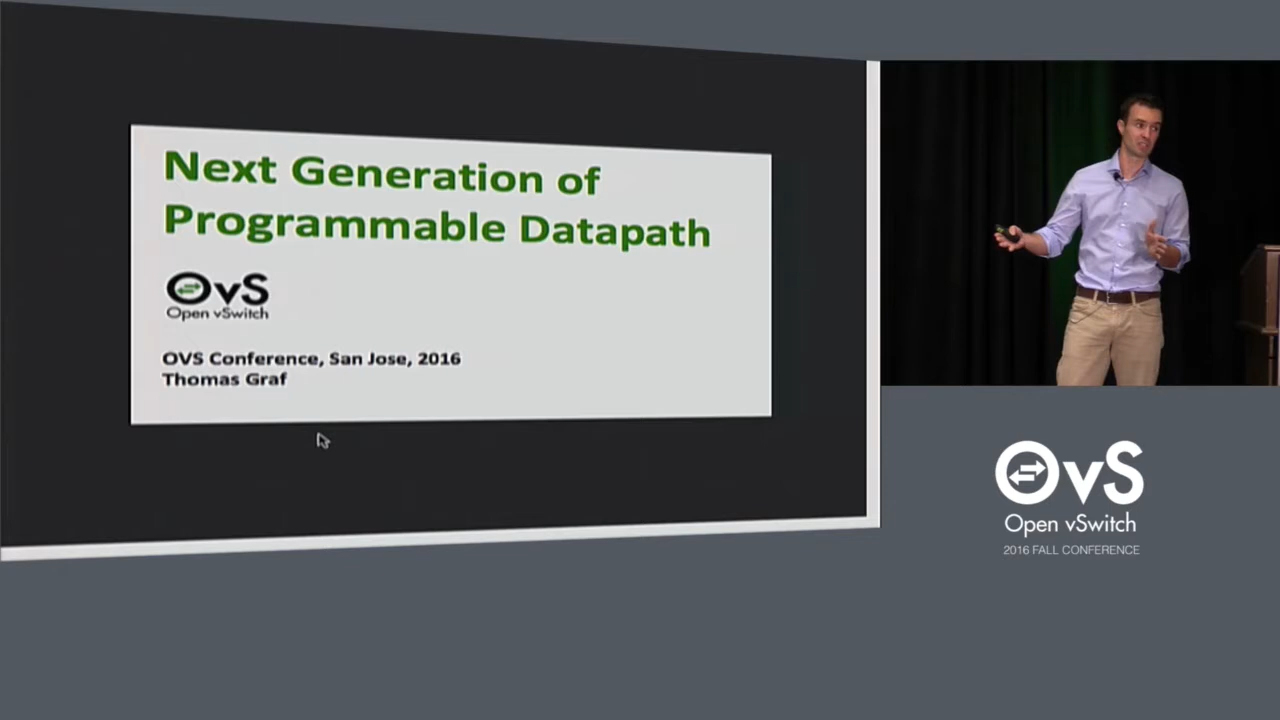 Next Generation of
Programmable Datapath
OvS
Open vSwitch
OVS Conference, San Jose, 2016
Thomas Graf
OvS
Open vSwitch
2016 FALL CONFERENCE